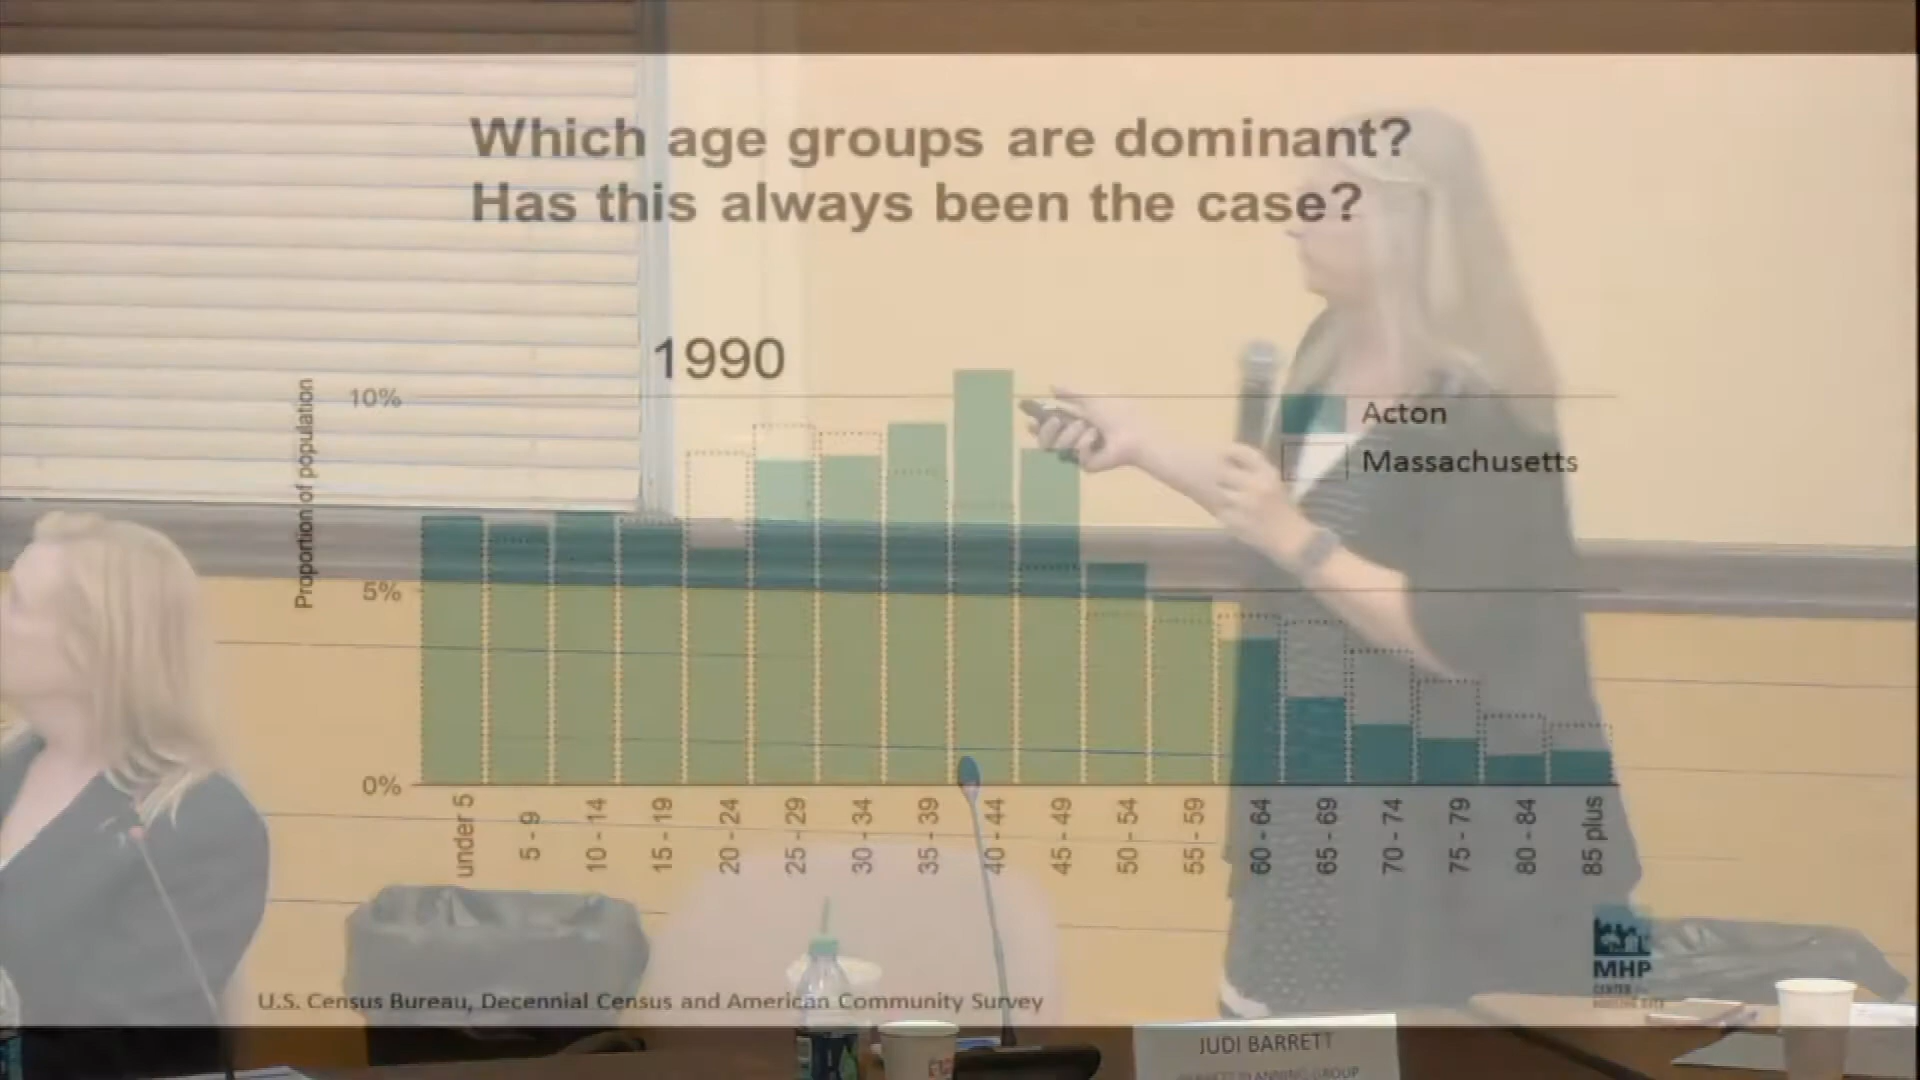 Which age groups are dominant?
Has this always been the case?
1990
Proportion of population
10%
5%
0%
Acton
Massachusetts
under 5
5 - 9
10 - 14
15 - 19
20 - 24
25 - 29
30 - 34
35 - 39
40 - 44
45 - 49
50 - 54
55 - 59
60 - 64
65 - 69
70 - 74
75 - 79
80 - 84
85 plus
MHP
CENTER
U.S. Census Bureau, Decennial Census and American Community Survey
JUDI BARRETT
PLANNING GROUP